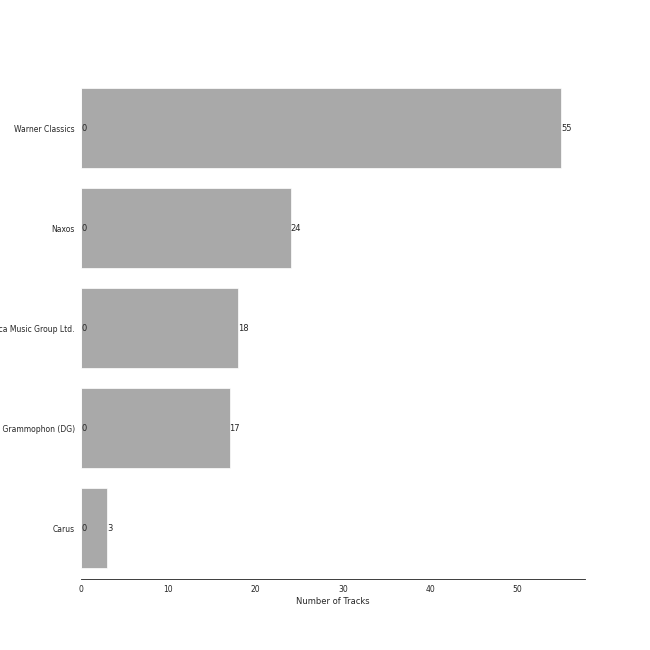 Warner Classics 0 55
Naxos 0 24
Music Group Ltd. 0 18
Grammophon (DG) 0 17
Carus 0 3
0 10 20 30 40 50
Number of Tracks